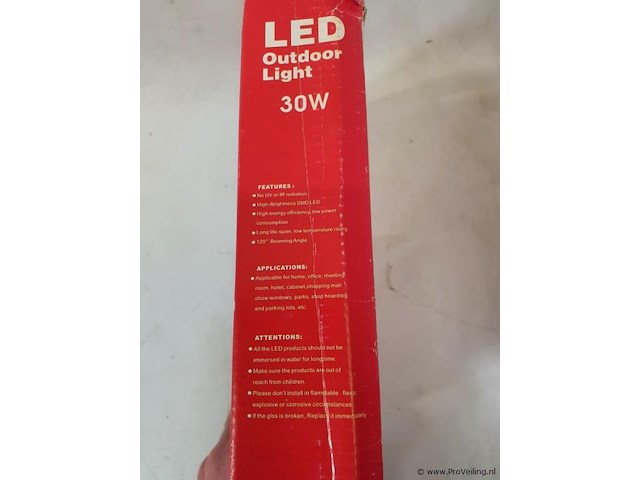 LED
Outdoor
Light
30W
FEATURES:
• No UV or IR radiation
• High-Brightness SMD LED
• High energy efficiency, low power
consumption
• Long life-span, low temperature rising
• 120° Beaming Angle
APPLICATIONS:
• Applicable for home, office, meeting
room, hotel, cabinet,shopping mall
show windows, parks, shop hoarding
and parking lots, etc.
ATTENTIONS:
• All the LED products should not be
immersed in water for long time.
• Make sure the products are out of
reach from children.
• Please don't install in flammable,
explosive or corrosive circumstances
• If the glss is broken, Replace it immediately
© www.ProVeiling.nl